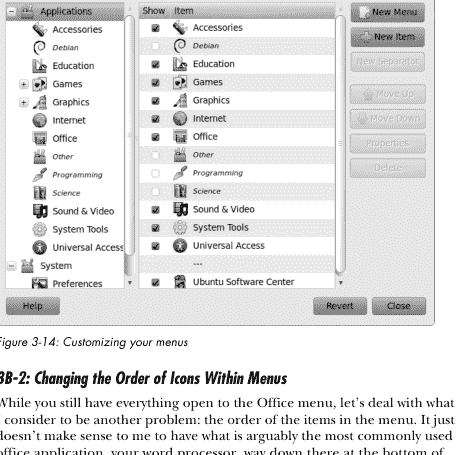 Applications
Accessories
Debian
Education
Games
Graphics
Internet
Office
Other
Programming
Science
Sound & Video
System Tools
Universal Access
System
Preferences
Show Item
Accessories
Debian
Education
Games
Graphics
Internet
Office
Other
Programming
Science
Sound & Video
System Tools
Universal Access
---
Ubuntu Software Center
New Menu
New Item
New Separator
Move Up
Move Down
Properties
Delete
Help
Revert
Close
Figure 3-14: Customizing your menus
3B-2: Changing the Order of Icons Within Menus
While you still have everything open to the Office menu, let's deal with what
I consider to be another problem: the order of the items in the menu. It just
doesn't make sense to me to have what is arguably the most commonly used
office application, your word processor, way down there at the bottom of